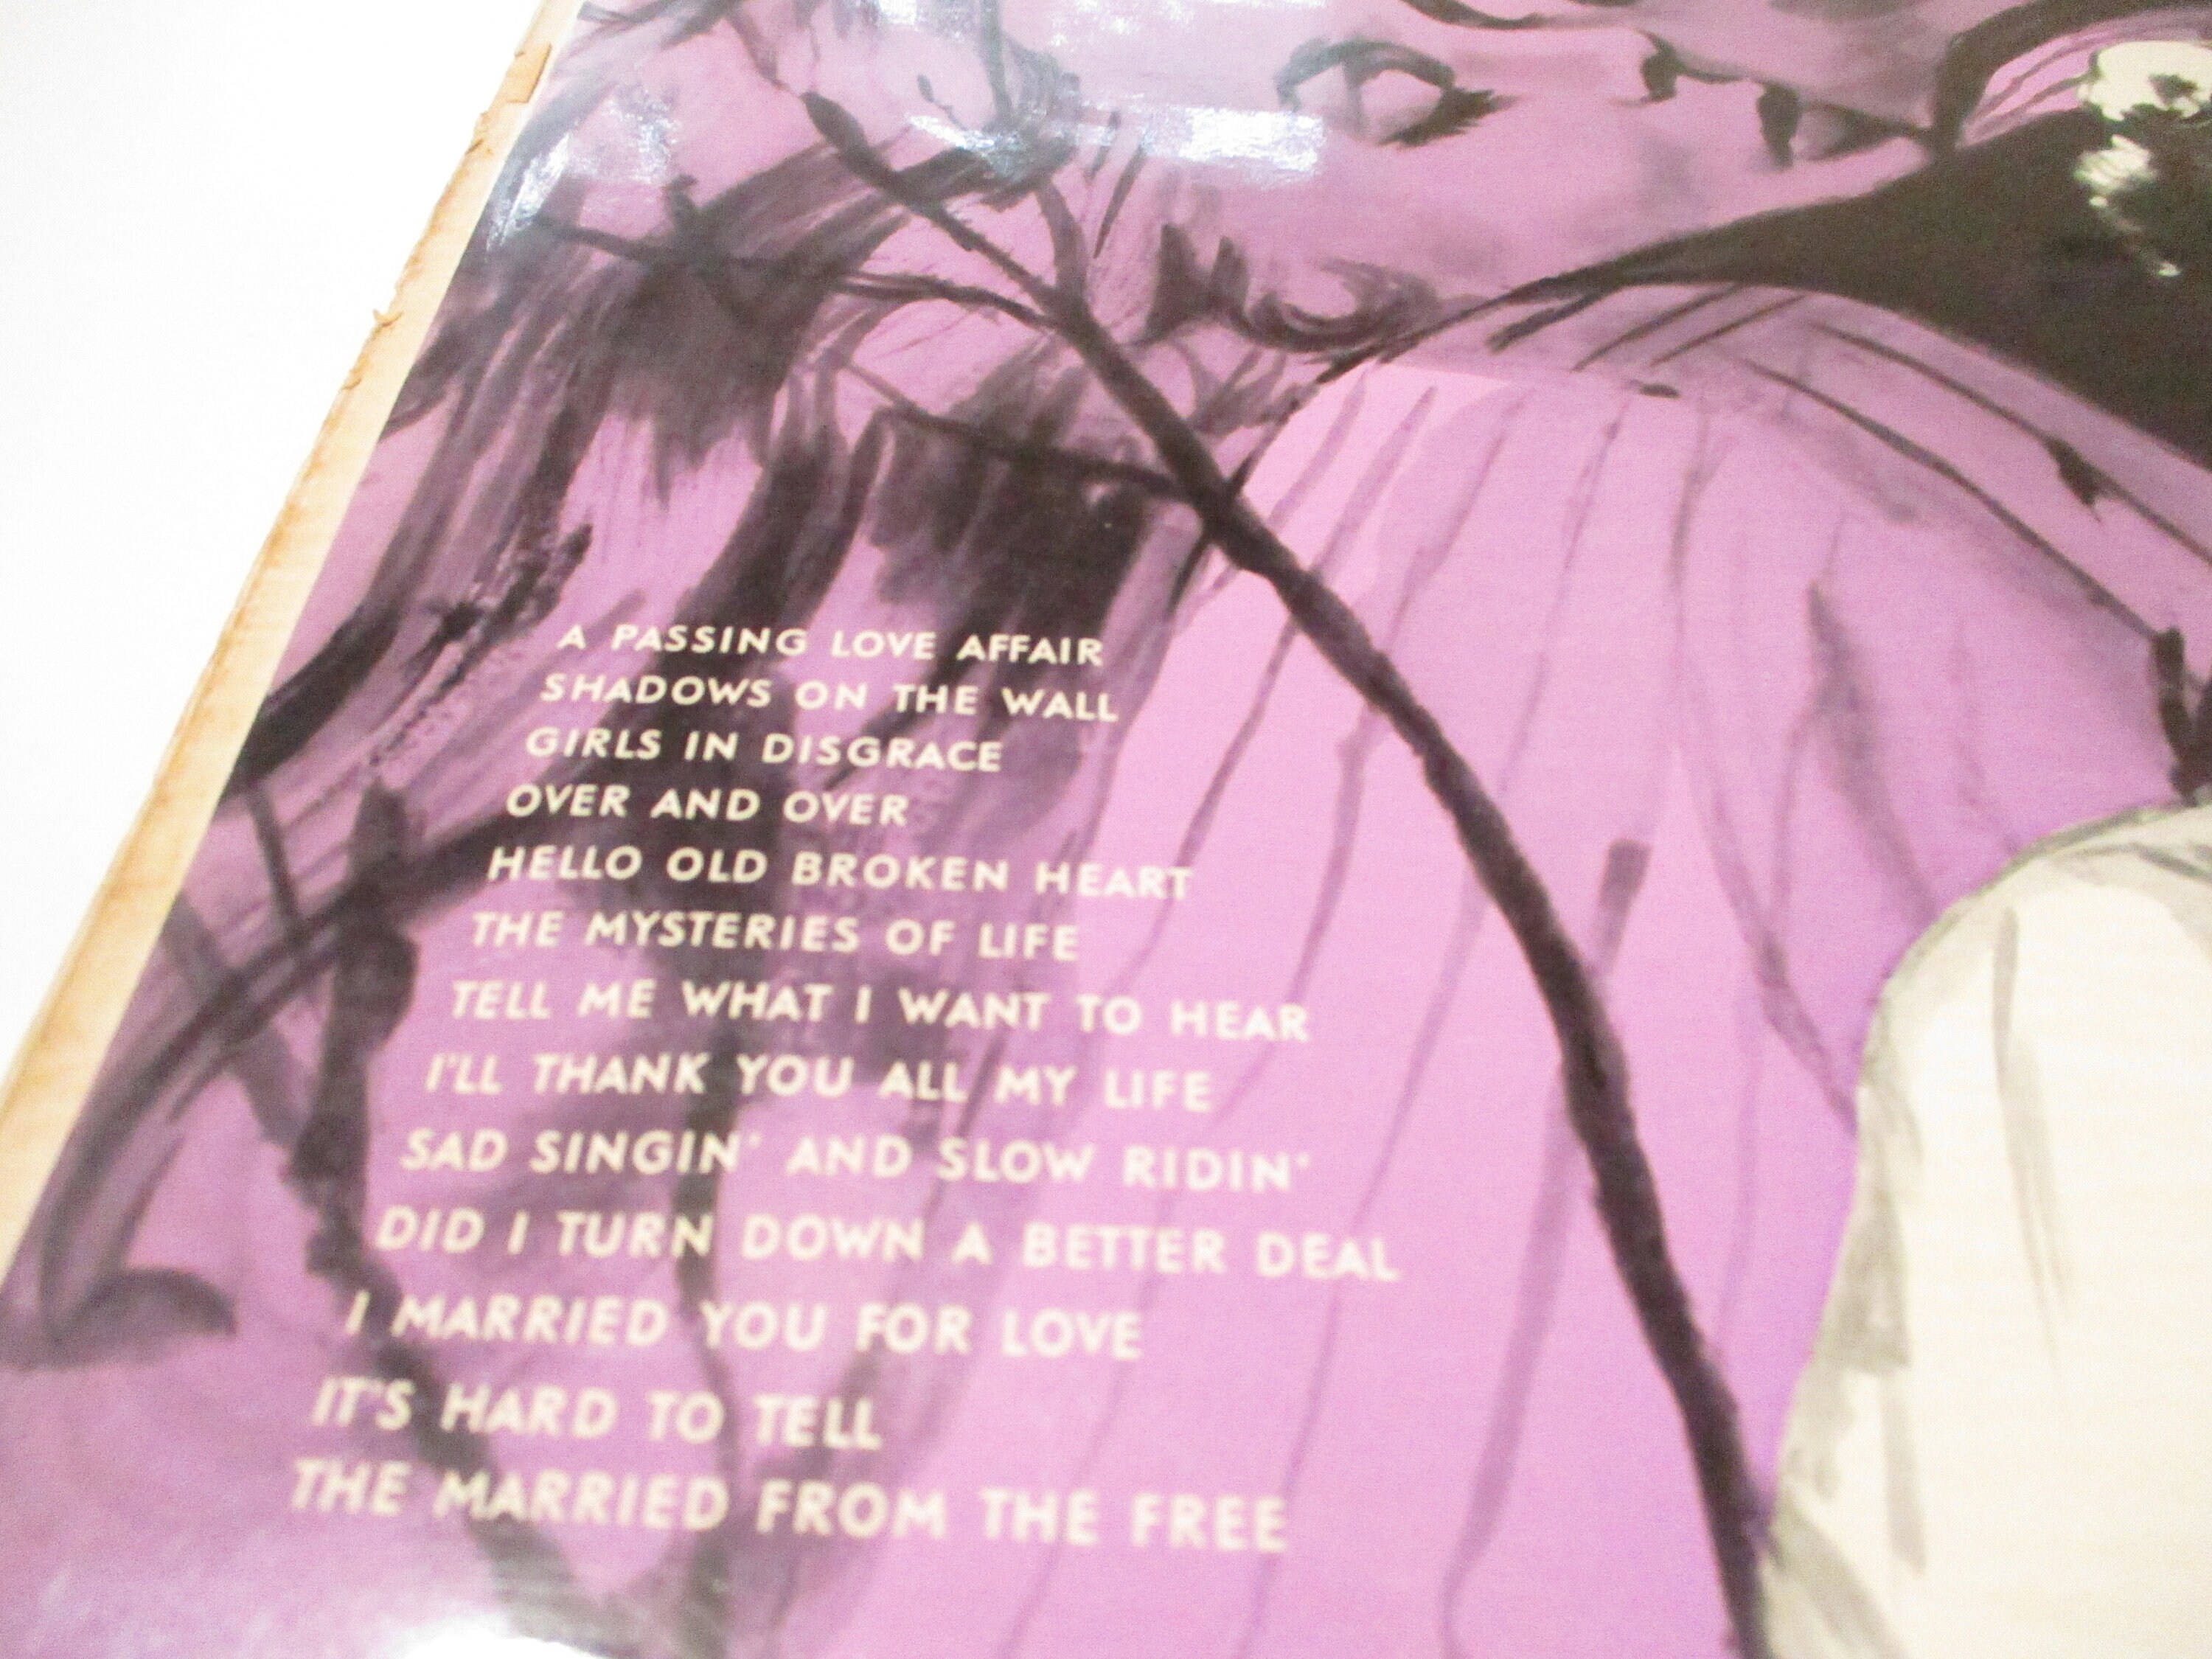 A PASSING LOVE AFFAIR
SHADOWS ON THE WALL
GIRLS IN DISGRACE
OVER AND OVER
HELLO OLD BROKEN HEART
THE MYSTERIES OF LIFE
TELL ME WHAT I WANT TO HEAR
I'LL THANK YOU ALL MY LIFE
SAD SINGIN' AND SLOW RIDIN'
DID I TURN DOWN A BETTER DEAL
I MARRIED YOU FOR LOVE
IT'S HARD TO TELL
THE MARRIED FROM THE FREE